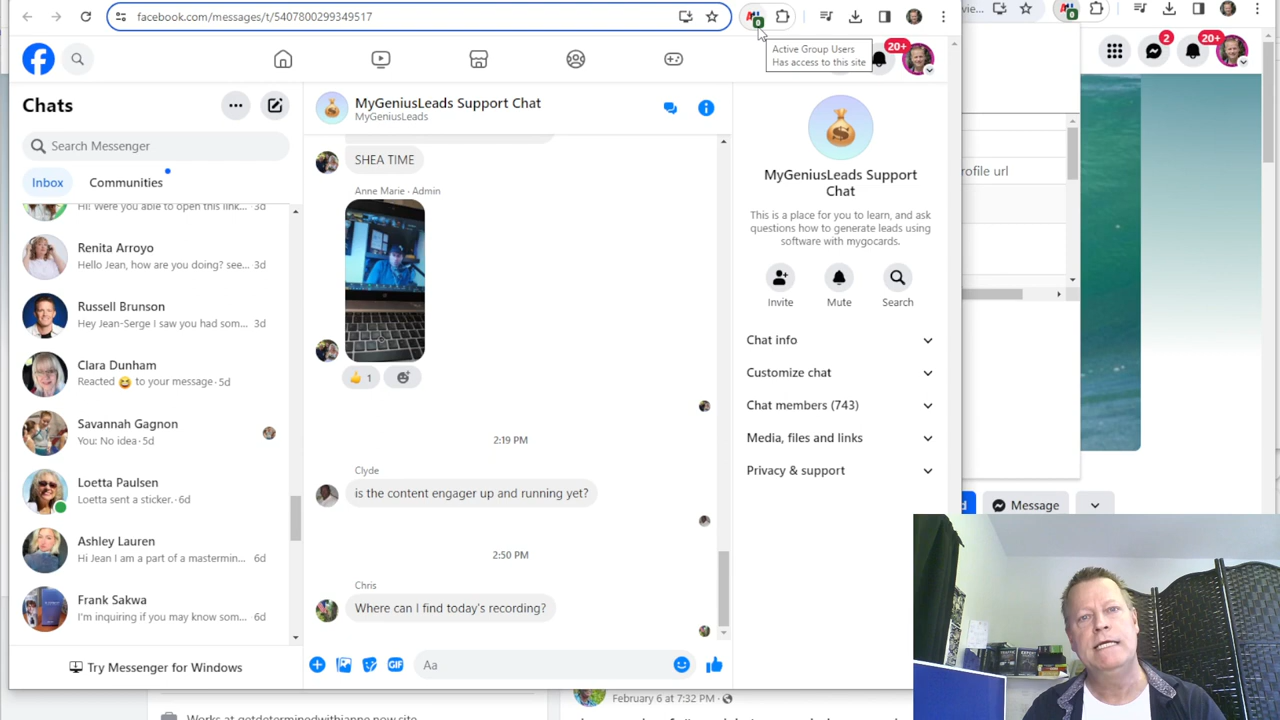 facebook.com/messages/t/5407800299349517
0
Active Group Users
Has access to this site
20+
0
2
20+
Chats
Search Messenger
Inbox
Communities
Hi! Were you able to open this link... 3d
Renita Arroyo
Hello Jean, how are you doing? see... 3d
Russell Brunson
Hey Jean-Serge I saw you had som... 3d
Clara Dunham
Reacted 😆 to your message · 5d
Savannah Gagnon
You: No idea · 5d
Loetta Paulsen
Loetta sent a sticker. · 6d
Ashley Lauren
Hi Jean I am a part of a mastermin... 6d
Frank Sakwa
I'm inquiring if you may know som... 6d
Try Messenger for Windows
MyGeniusLeads Support Chat
MyGeniusLeads
SHEA TIME
Anne Marie · Admin
👍 1
2:19 PM
Clyde
is the content engager up and running yet?
2:50 PM
Chris
Where can I find today's recording?
GIF
Aa
MyGeniusLeads Support
Chat
This is a place for you to learn, and ask
questions how to generate leads using
software with mygocards.
Invite
Mute
Search
Chat info
Customize chat
Chat members (743)
Media, files and links
Privacy & support
rofile url
Message
February 6 at 7:32 PM ·